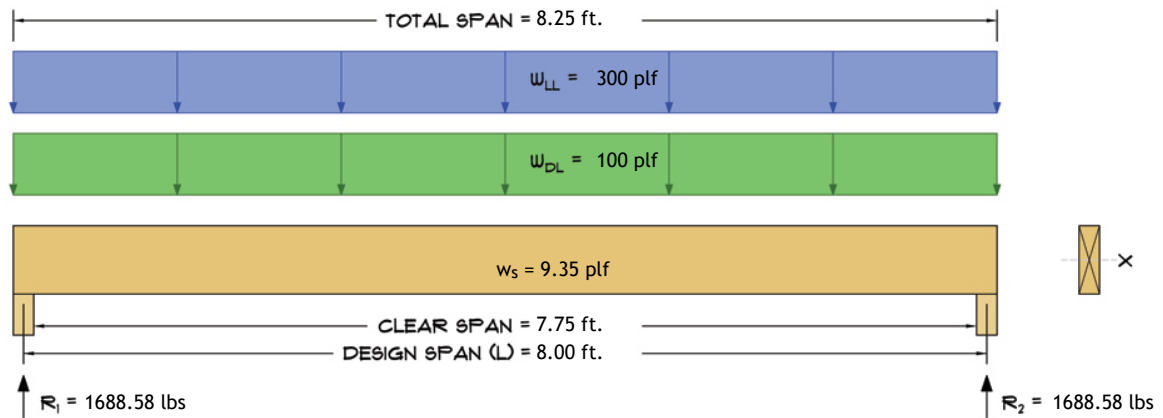 TOTAL SPAN = 8.25 ft.
WLL = 300 plf
WDL = 100 plf
ws = 9.35 plf
X
CLEAR SPAN = 7.75 ft.
DESIGN SPAN (L) = 8.00 ft.
R1 = 1688.58 lbs
R2 = 1688.58 lbs